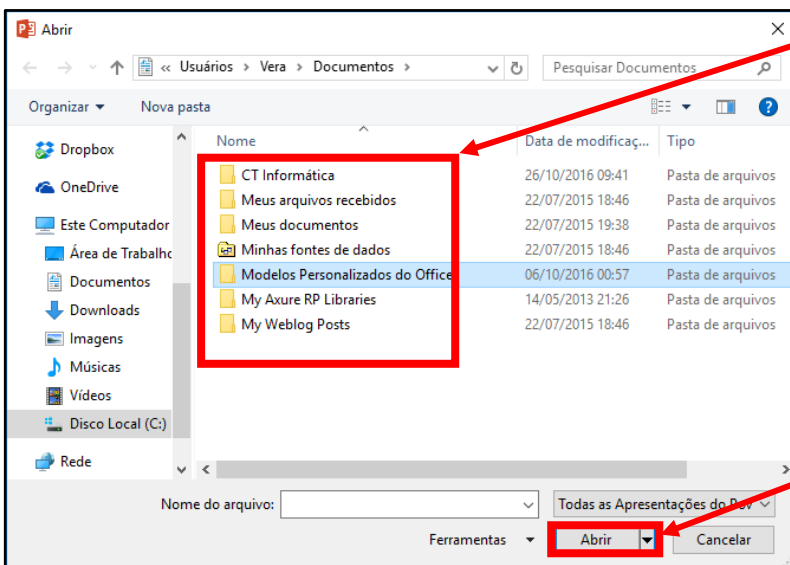 Abrir
« Usuários › Vera › Documentos ›
Pesquisar Documentos
Organizar Nova pasta
Nome Data de modificaç... Tipo
Dropbox
OneDrive
Este Computador
Área de Trabalho
Documentos
Downloads
Imagens
Músicas
Vídeos
Disco Local (C:)
Rede
CT Informática 26/10/2016 09:41 Pasta de arquivos
Meus arquivos recebidos 22/07/2015 18:46 Pasta de arquivos
Meus documentos 22/07/2015 19:38 Pasta de arquivos
Minhas fontes de dados 22/07/2015 18:46 Pasta de arquivos
Modelos Personalizados do Office 06/10/2016 00:57 Pasta de arquivos
My Axure RP Libraries 14/05/2013 21:26 Pasta de arquivos
My Weblog Posts 22/07/2015 18:46 Pasta de arquivos
Nome do arquivo: Todas as Apresentações do
Ferramentas Abrir Cancelar